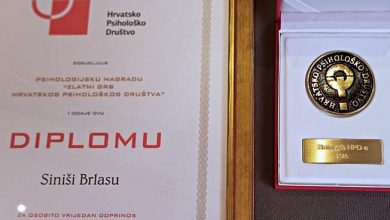 Hrvatsko
Psihološko
Društvo
DODJELJUJE
PSIHOLOGIJSKU NAGRADU
"ZLATNI GRB
HRVATSKOG PSIHOLOŠKOG DRUŠTVA"
I IZDAJE OVU
DIPLOMU
Siniši Brlasu
ZA OSOBITO VRIJEDAN DOPRINOS
HRVATSKO PSIHOLOŠKO DRUŠTVO
Zlatni grb HPD-a